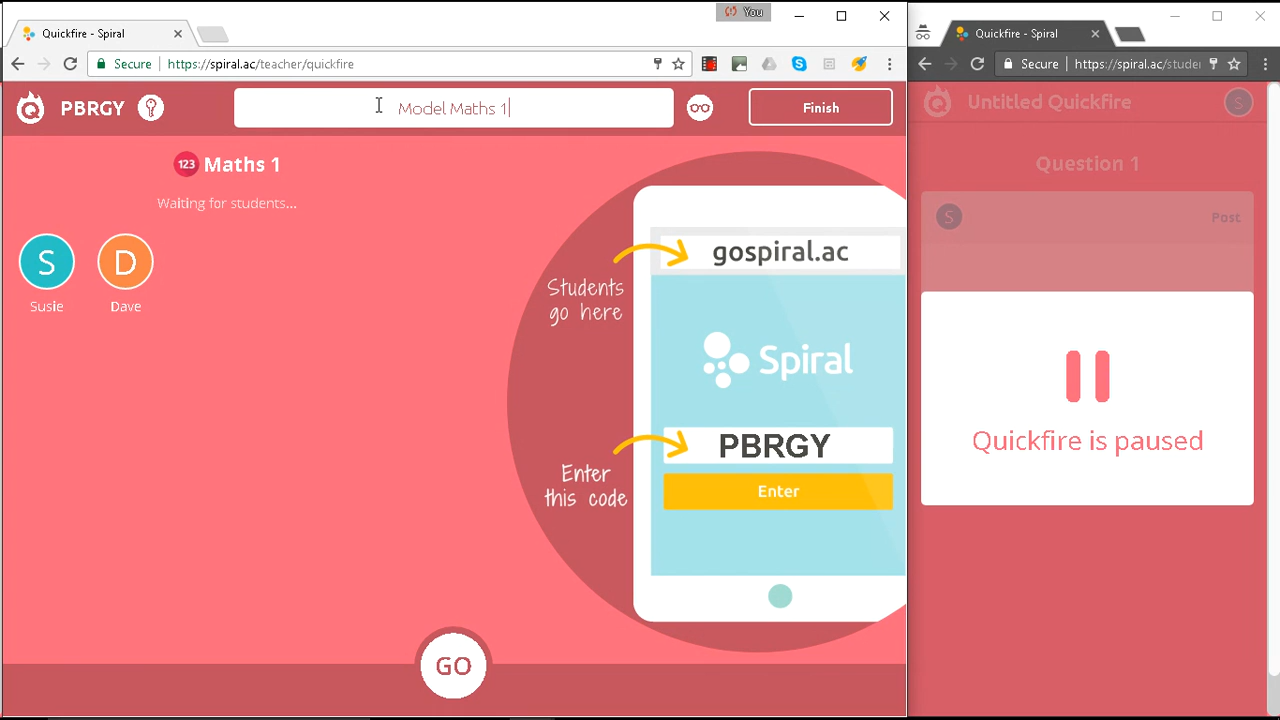 You
Quickfire - Spiral
Secure https://spiral.ac/teacher/quickfire
PBRGY
Model Maths 1
Finish
123 Maths 1
Waiting for students...
S
D
Susie
Dave
Students
go here
gospiral.ac
Spiral
Enter
this code
PBRGY
Enter
GO
Quickfire - Spiral
Secure https://spiral.ac/stude
Untitled Quickfire
S
Question 1
S
Post
Quickfire is paused